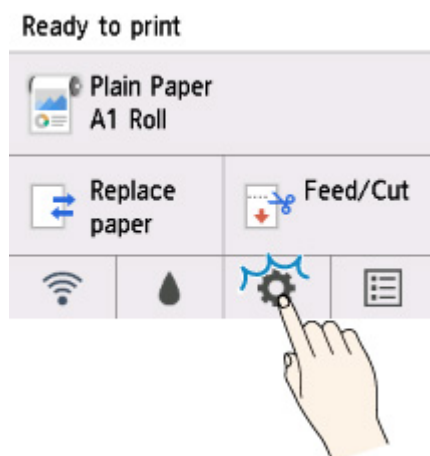 Ready to print
Plain Paper
A1 Roll
Replace
paper
Feed/Cut